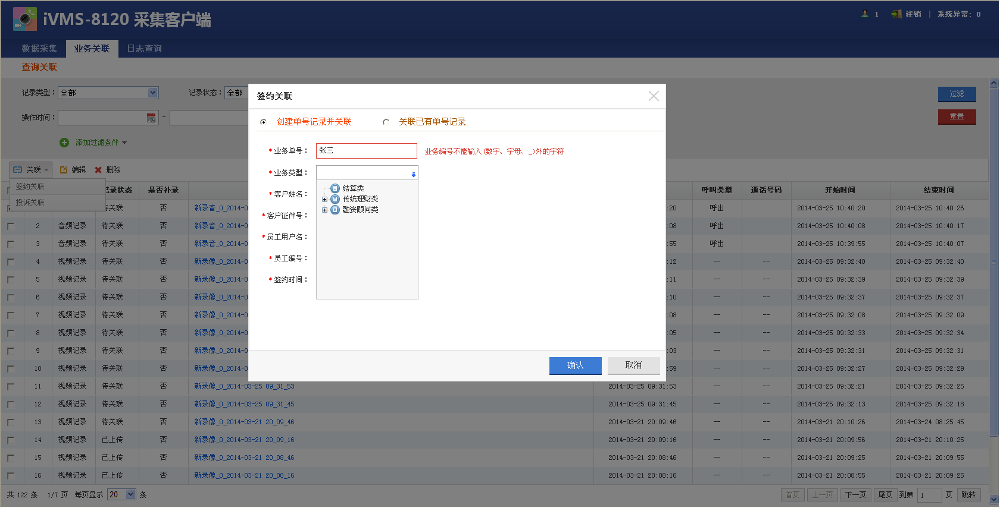 iVMS-8120 采集客户端
1 注销 | 系统异常: 0
数据采集 业务关联 日志查询
查询关联
记录类型： 全部 记录状态： 全部 过滤
操作时间： - 重置
添加过滤条件
关联 编辑 删除
签约关联
投诉关联
签约关联
创建单号记录并关联 关联已有单号记录
*业务单号： 张三 业务编号不能输入(数字、字母、_)外的字符
*业务类型：
结算类
传统理财类
融资顾问类
*客户姓名：
*客户证件号：
*员工用户名：
*员工编号：
*签约时间：
确认 取消
记录状态 是否补录 呼叫类型 通话号码 开始时间 结束时间
待关联 否 新录音_0_2014-0 :20 呼出 2014-03-25 10:40:20 2014-03-25 10:40:26
2 音频记录 待关联 否 新录音_0_2014-0 :08 呼出 2014-03-25 10:40:08 2014-03-25 10:40:17
3 音频记录 待关联 否 新录音_0_2014-0 :55 呼出 2014-03-25 10:39:55 2014-03-25 10:40:07
4 视频记录 待关联 否 新录像_0_2014-0 :12 -- -- 2014-03-25 09:32:40 2014-03-25 09:32:40
5 视频记录 待关联 否 新录像_0_2014-0 :11 -- -- 2014-03-25 09:32:39 2014-03-25 09:32:39
6 视频记录 待关联 否 新录像_0_2014-0 :10 -- -- 2014-03-25 09:32:37 2014-03-25 09:32:37
7 视频记录 待关联 否 新录像_0_2014-0 :08 -- -- 2014-03-25 09:32:08 2014-03-25 09:32:09
8 视频记录 待关联 否 新录像_0_2014-0 :05 -- -- 2014-03-25 09:32:33 2014-03-25 09:32:34
9 视频记录 待关联 否 新录像_0_2014-0 :03 -- -- 2014-03-25 09:32:31 2014-03-25 09:32:31
10 视频记录 待关联 否 新录像_0_2014-0 :59 -- -- 2014-03-25 09:32:27 2014-03-25 09:32:29
11 视频记录 待关联 否 新录像_0_2014-03-25 09_31_53 2014-03-25 09:31:53 -- -- 2014-03-25 09:32:21 2014-03-25 09:32:25
12 视频记录 待关联 否 新录像_0_2014-03-25 09_31_45 2014-03-25 09:31:45 -- -- 2014-03-25 09:32:13 2014-03-25 09:32:18
13 视频记录 待关联 否 新录像_0_2014-03-21 20_09_46 2014-03-21 20:09:46 -- -- 2014-03-21 20:10:26 2014-03-24 08:25:45
14 视频记录 已上传 否 新录像_0_2014-03-21 20_09_16 2014-03-21 20:09:16 -- -- 2014-03-21 20:09:56 2014-03-21 20:10:25
15 视频记录 已上传 否 新录像_0_2014-03-21 20_08_46 2014-03-21 20:08:46 -- -- 2014-03-21 20:09:25 2014-03-21 20:09:55
16 视频记录 已上传 否 新录像_0_2014-03-21 20_08_16 2014-03-21 20:08:16 -- -- 2014-03-21 20:08:55 2014-03-21 20:09:25
共 122 条 1/7 页 每页显示 20 条 首页 上一页 下一页 尾页 到第 1 页 跳转